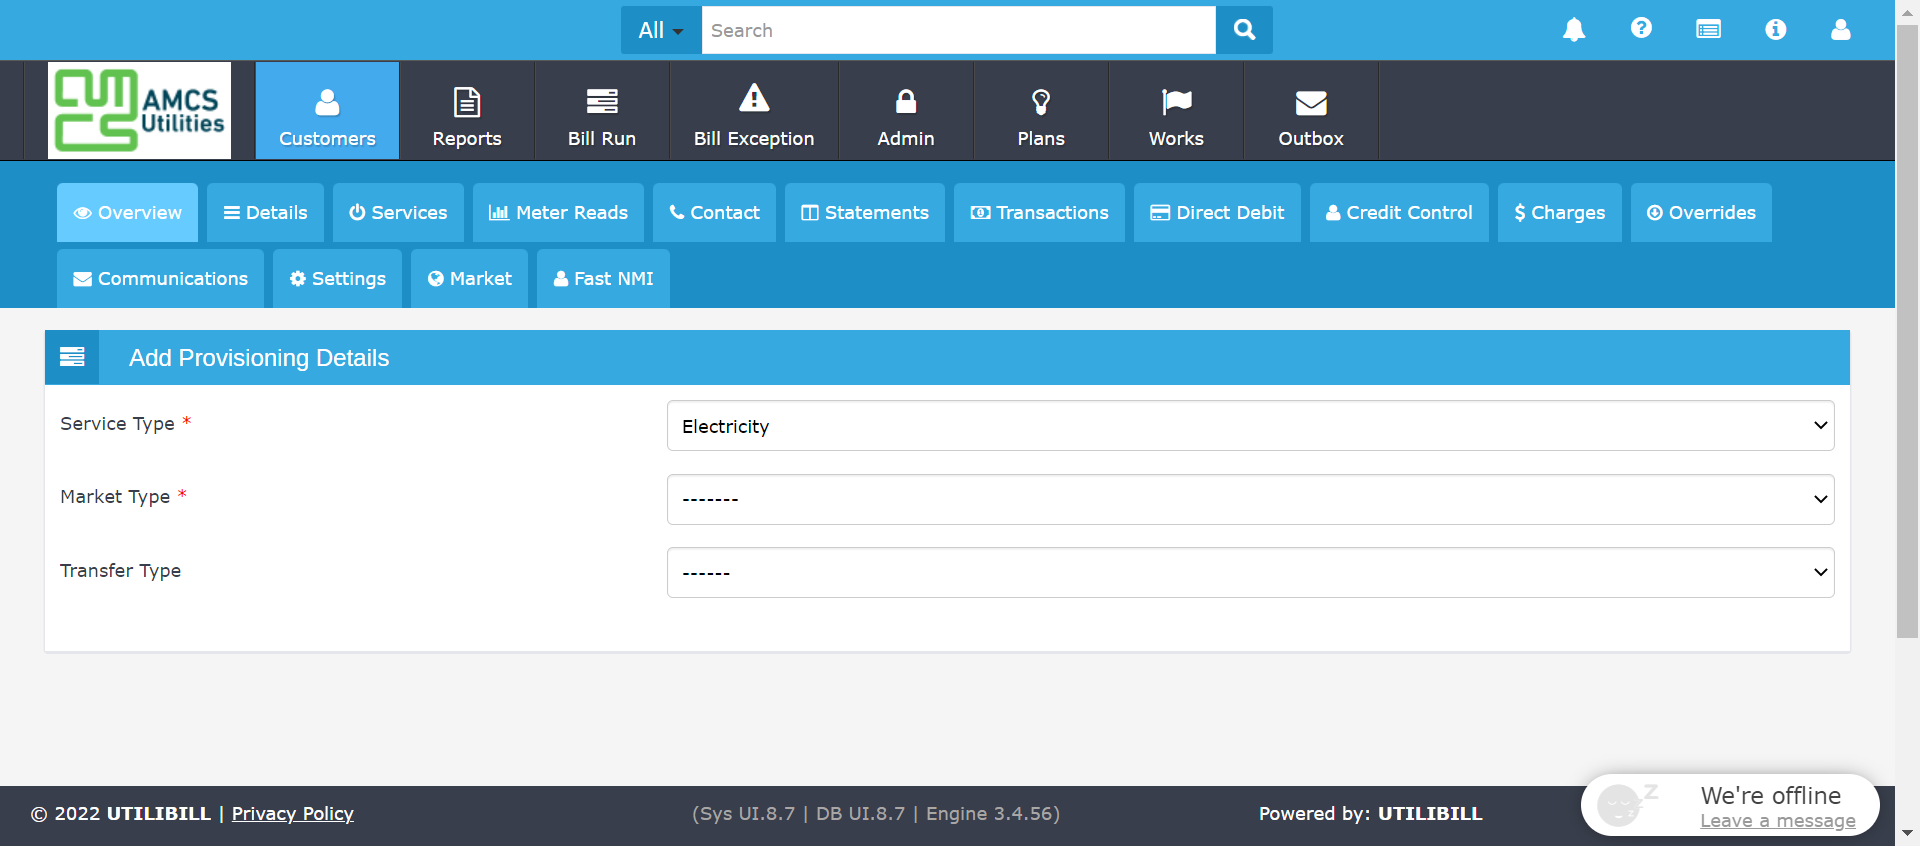 All
Search
AMCS
Utilities
Customers
Reports
Bill Run
Bill Exception
Admin
Plans
Works
Outbox
Overview
Details
Services
Meter Reads
Contact
Statements
Transactions
Direct Debit
Credit Control
$ Charges
Overrides
Communications
Settings
Market
Fast NMI
Add Provisioning Details
Service Type *
Electricity
Market Type *
-------
Transfer Type
------
© 2022 UTILIBILL | Privacy Policy
(Sys UI.8.7 | DB UI.8.7 | Engine 3.4.56)
Powered by: UTILIBILL
We're offline
Leave a message